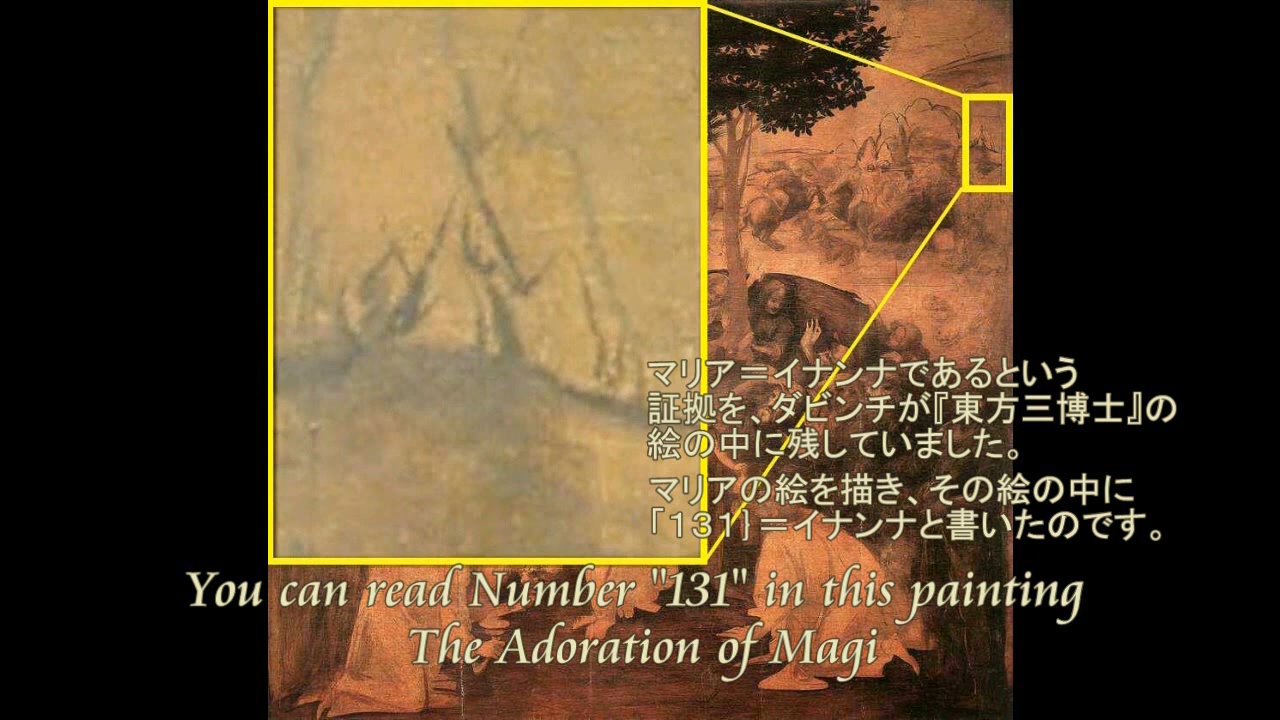 マリア＝イナンナであるという
証拠を、ダビンチが『東方三博士』の
絵の中に残していました。
マリアの絵を描き、その絵の中に
「１３１}＝イナンナと書いたのです。
You can read Number "131" in this painting
The Adoration of Magi